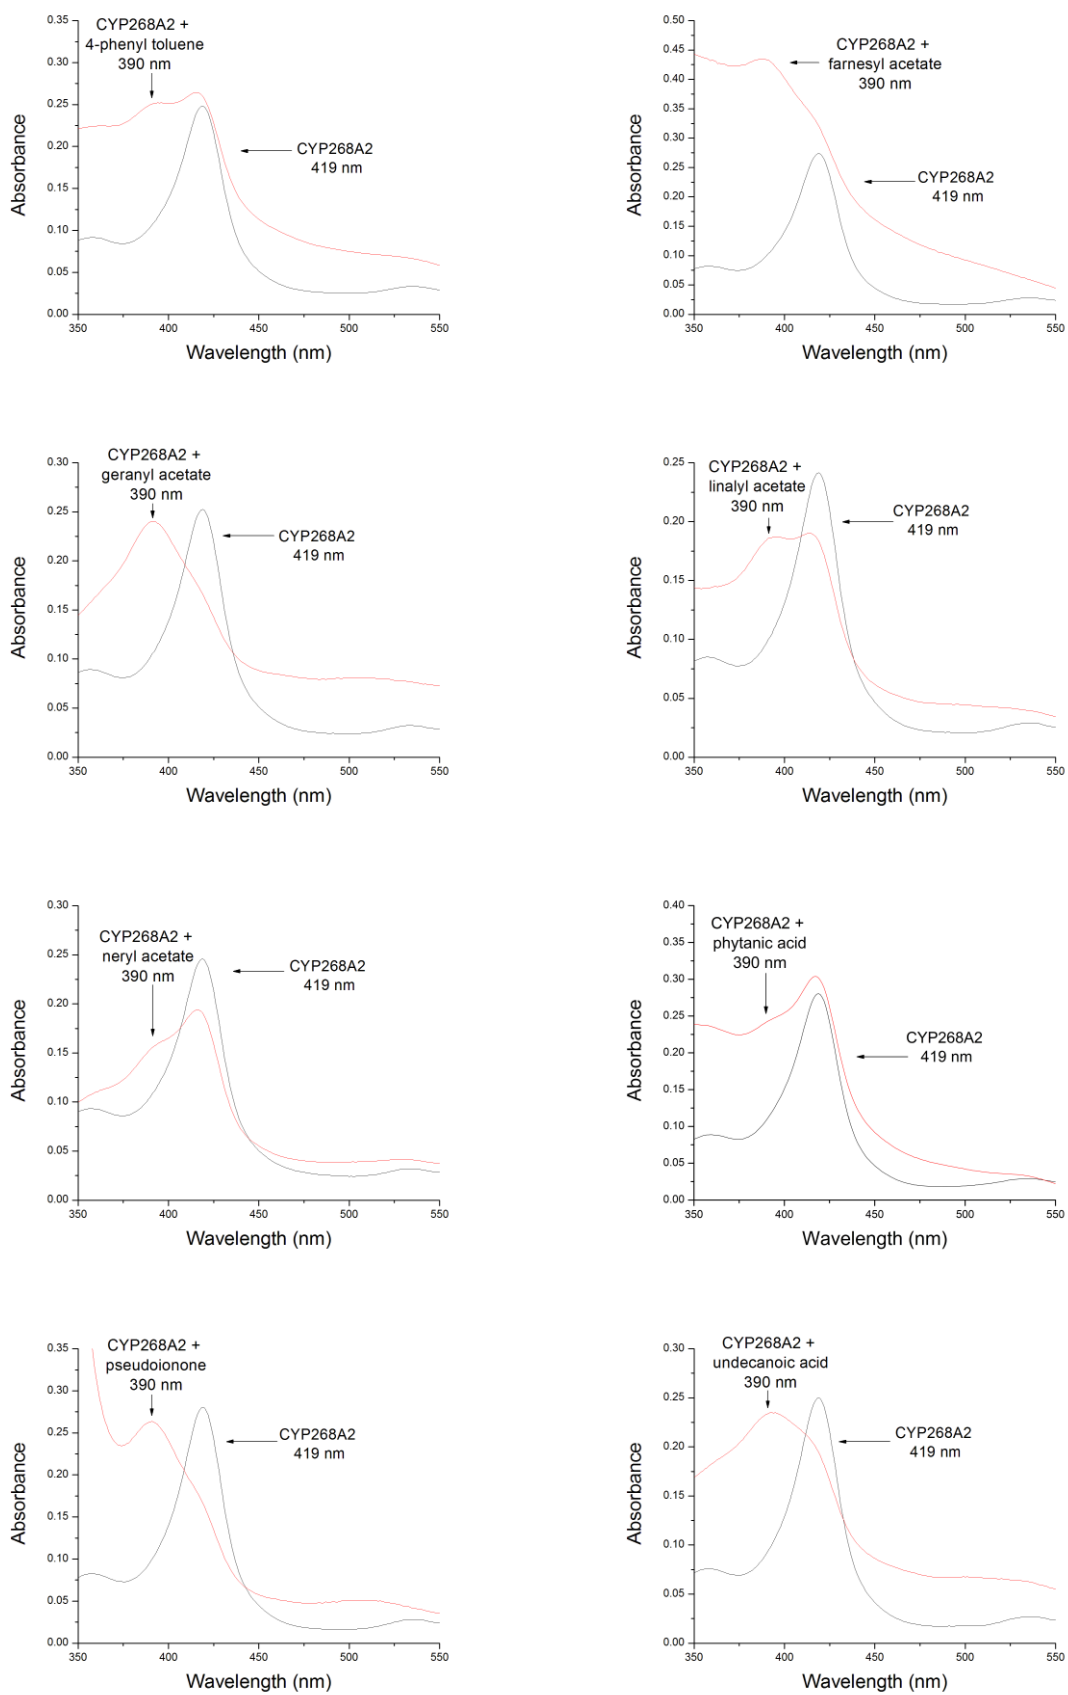 0.35
0.30
0.25
0.20
0.15
0.10
0.05
0.00
Absorbance
CYP268A2 +
4-phenyl toluene
390 nm
CYP268A2
419 nm
350
400
450
500
550
Wavelength (nm)
0.50
0.45
0.40
0.35
0.30
0.25
0.20
0.15
0.10
0.05
0.00
Absorbance
CYP268A2 +
farnesyl acetate
390 nm
CYP268A2
419 nm
350
400
450
500
550
Wavelength (nm)
0.30
0.25
0.20
0.15
0.10
0.05
0.00
Absorbance
CYP268A2 +
geranyl acetate
390 nm
CYP268A2
419 nm
350
400
450
500
550
Wavelength (nm)
0.25
0.20
0.15
0.10
0.05
0.00
Absorbance
CYP268A2 +
linalyl acetate
390 nm
CYP268A2
419 nm
350
400
450
500
550
Wavelength (nm)
0.30
0.25
0.20
0.15
0.10
0.05
0.00
Absorbance
CYP268A2 +
neryl acetate
390 nm
CYP268A2
419 nm
350
400
450
500
550
Wavelength (nm)
0.40
0.35
0.30
0.25
0.20
0.15
0.10
0.05
0.00
Absorbance
CYP268A2 +
phytanic acid
390 nm
CYP268A2
419 nm
350
400
450
500
550
Wavelength (nm)
0.35
0.30
0.25
0.20
0.15
0.10
0.05
0.00
Absorbance
CYP268A2 +
pseudoionone
390 nm
CYP268A2
419 nm
350
400
450
500
550
Wavelength (nm)
0.30
0.25
0.20
0.15
0.10
0.05
0.00
Absorbance
CYP268A2 +
undecanoic acid
390 nm
CYP268A2
419 nm
350
400
450
500
550
Wavelength (nm)